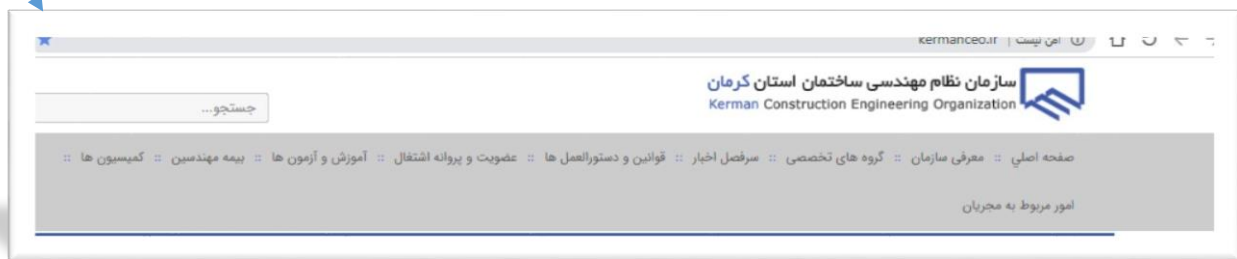 kermanceo.ir | امن نیست
سازمان نظام مهندسی ساختمان استان کرمان
Kerman Construction Engineering Organization
جستجو...
صفحه اصلي :: معرفی سازمان :: گروه های تخصصی :: سرفصل اخبار :: قوانین و دستورالعمل ها :: عضویت و پروانه اشتغال :: آموزش و آزمون ها :: بیمه مهندسین :: کمیسیون ها ::
امور مربوط به مجریان